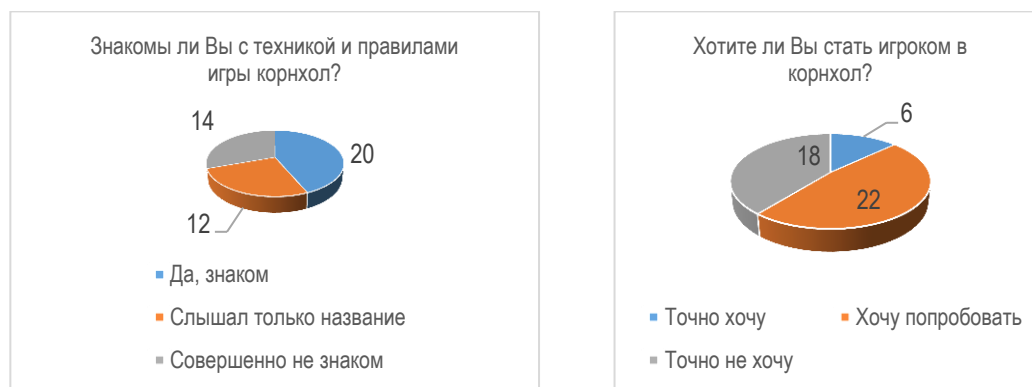 Знакомы ли Вы с техникой и правилами
игры корнхол?
14
20
12
Да, знаком
Слышал только название
Совершенно не знаком
Хотите ли Вы стать игроком в
корнхол?
6
18
22
Точно хочу
Хочу попробовать
Точно не хочу